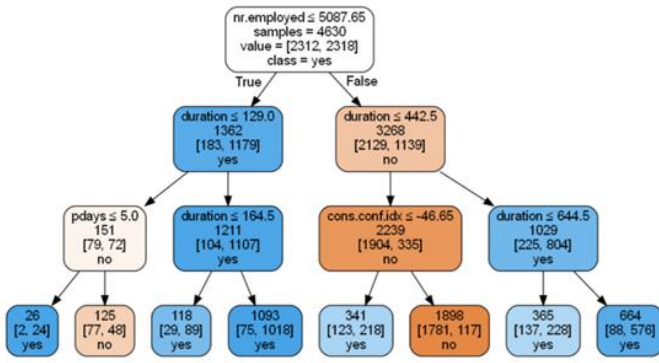 nr.employed ≤ 5087.65
samples = 4630
value = [2312, 2318]
class = yes
True
False
duration ≤ 129.0
1362
[183, 1179]
yes
duration ≤ 442.5
3268
[2129, 1139]
no
pdays ≤ 5.0
151
[79, 72]
no
duration ≤ 164.5
1211
[104, 1107]
yes
cons.conf.idx ≤ -46.65
2239
[1904, 335]
no
duration ≤ 644.5
1029
[225, 804]
yes
26
[2, 24]
yes
125
[77, 48]
no
118
[29, 89]
yes
1093
[75, 1018]
yes
341
[123, 218]
yes
1898
[1781, 117]
no
365
[137, 228]
yes
664
[88, 576]
yes